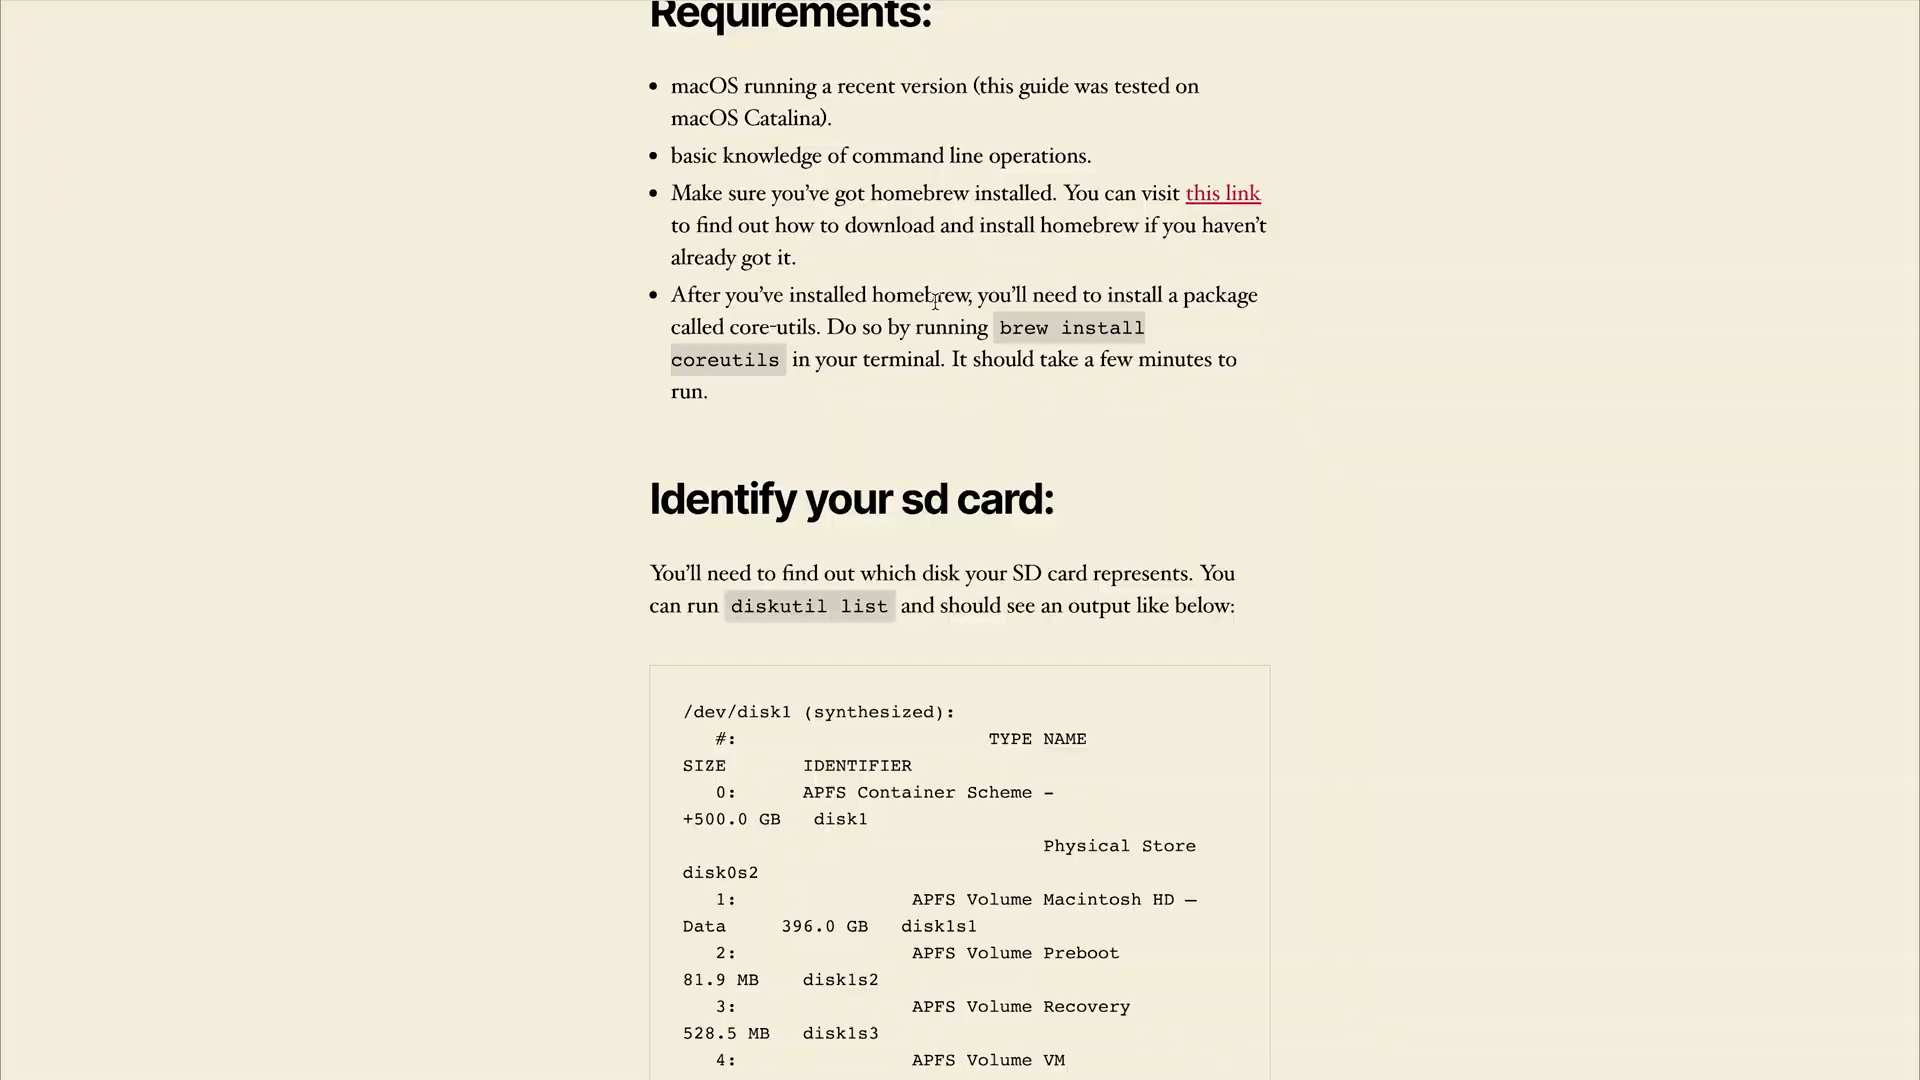 Requirements:
• macOS running a recent version (this guide was tested on
macOS Catalina).
• basic knowledge of command line operations.
• Make sure you’ve got homebrew installed. You can visit this link
to find out how to download and install homebrew if you haven’t
already got it.
• After you’ve installed homebrew, you’ll need to install a package
called core-utils. Do so by running brew install
coreutils in your terminal. It should take a few minutes to
run.
Identify your sd card:
You’ll need to find out which disk your SD card represents. You
can run diskutil list and should see an output like below:
/dev/disk1 (synthesized):
#: TYPE NAME
SIZE IDENTIFIER
0: APFS Container Scheme –
+500.0 GB disk1
Physical Store
disk0s2
1: APFS Volume Macintosh HD —
Data 396.0 GB disk1s1
2: APFS Volume Preboot
81.9 MB disk1s2
3: APFS Volume Recovery
528.5 MB disk1s3
4: APFS Volume VM